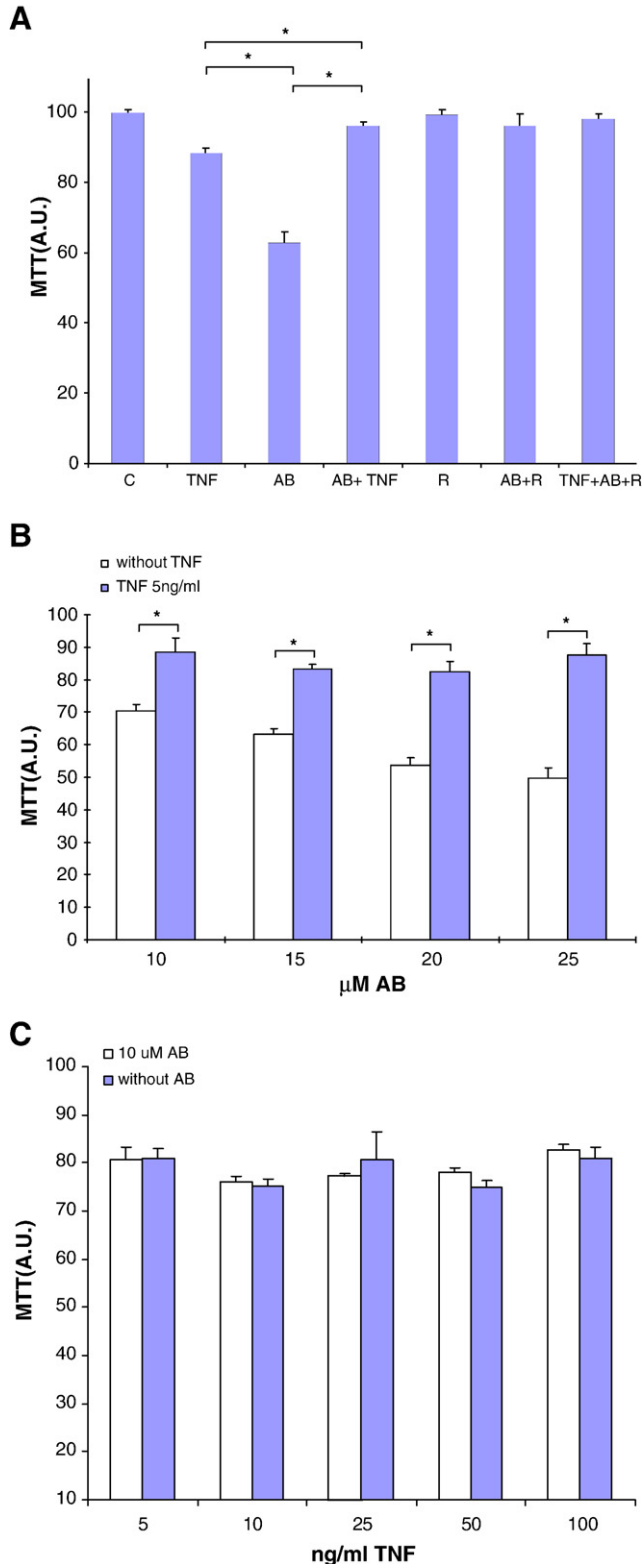 A
*
*
*
100
80
60
40
20
0
MTT(A.U.)
C TNF AB AB+ TNF R AB+R TNF+AB+R
B
without TNF
TNF 5ng/ml
100
90
80
70
60
50
40
30
20
10
0
MTT(A.U.)
* * * *
10 15 20 25
μM AB
C
10 uM AB
without AB
100
90
80
70
60
50
40
30
20
10
MTT(A.U.)
5 10 25 50 100
ng/ml TNF